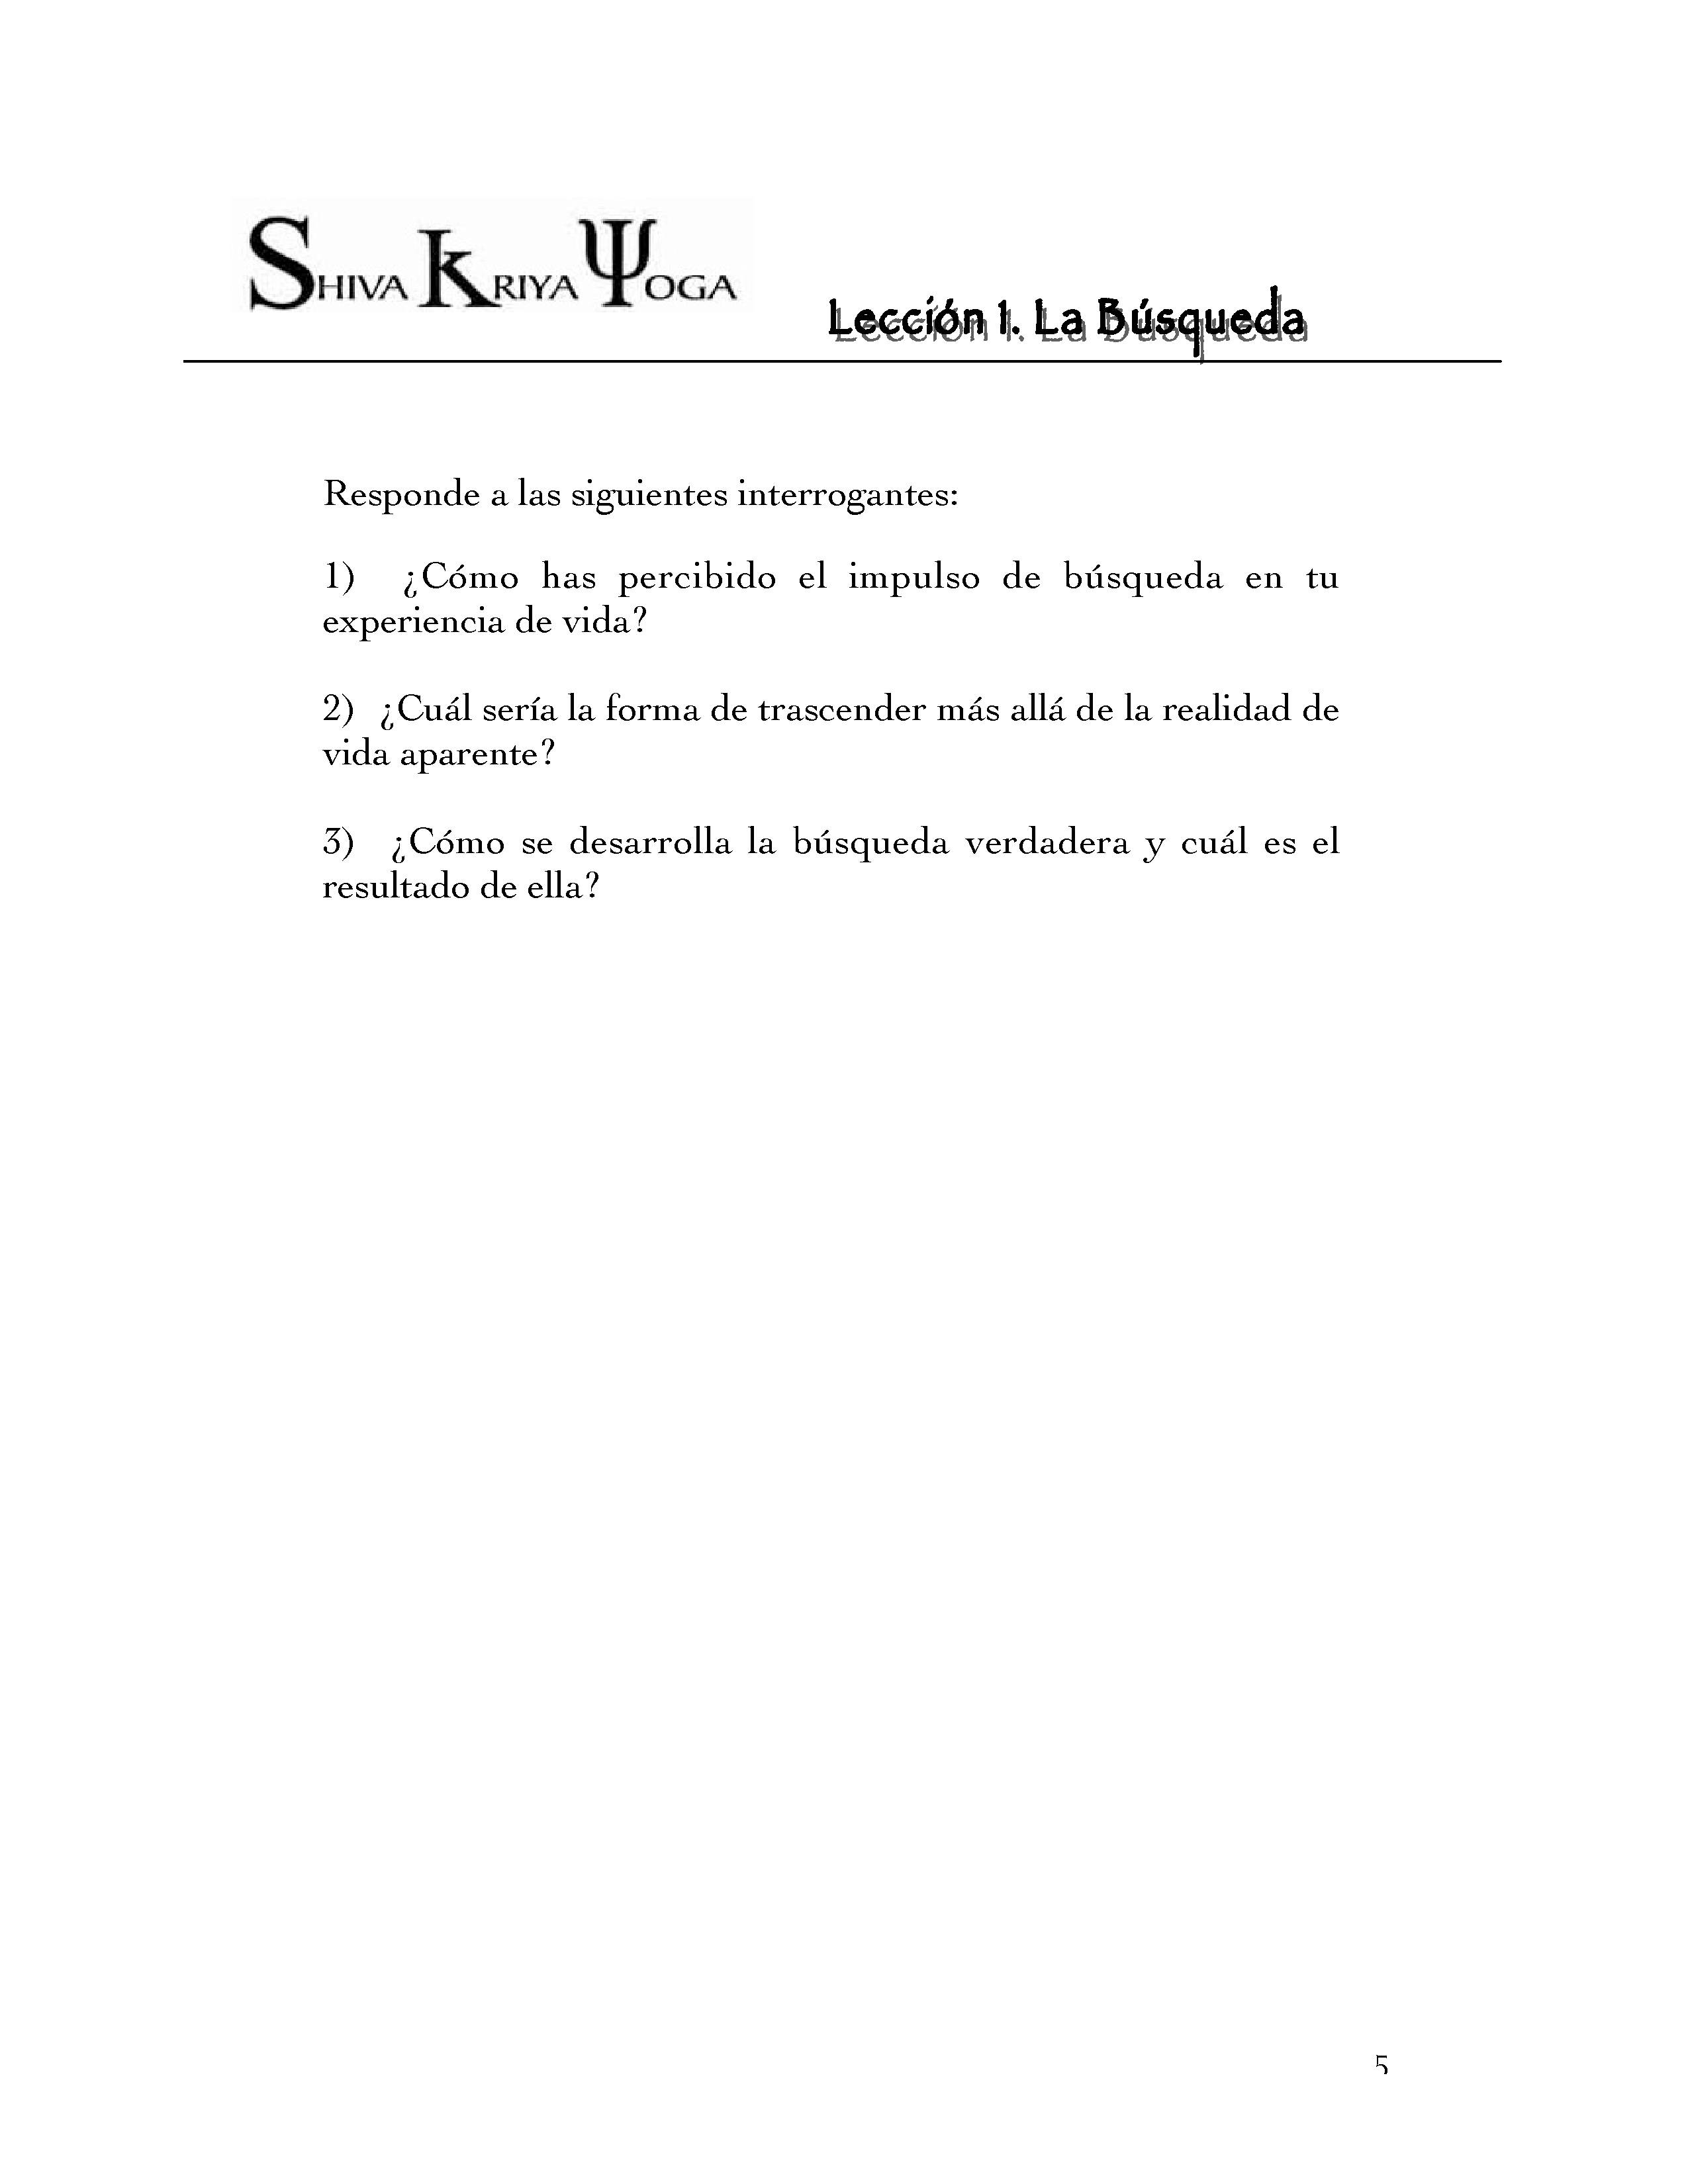 SHIVA KRIYA ΨOGA
Lección 1. La Búsqueda
Responde a las siguientes interrogantes:
1) ¿Cómo has percibido el impulso de búsqueda en tu
experiencia de vida?
2) ¿Cuál sería la forma de trascender más allá de la realidad de
vida aparente?
3) ¿Cómo se desarrolla la búsqueda verdadera y cuál es el
resultado de ella?
5